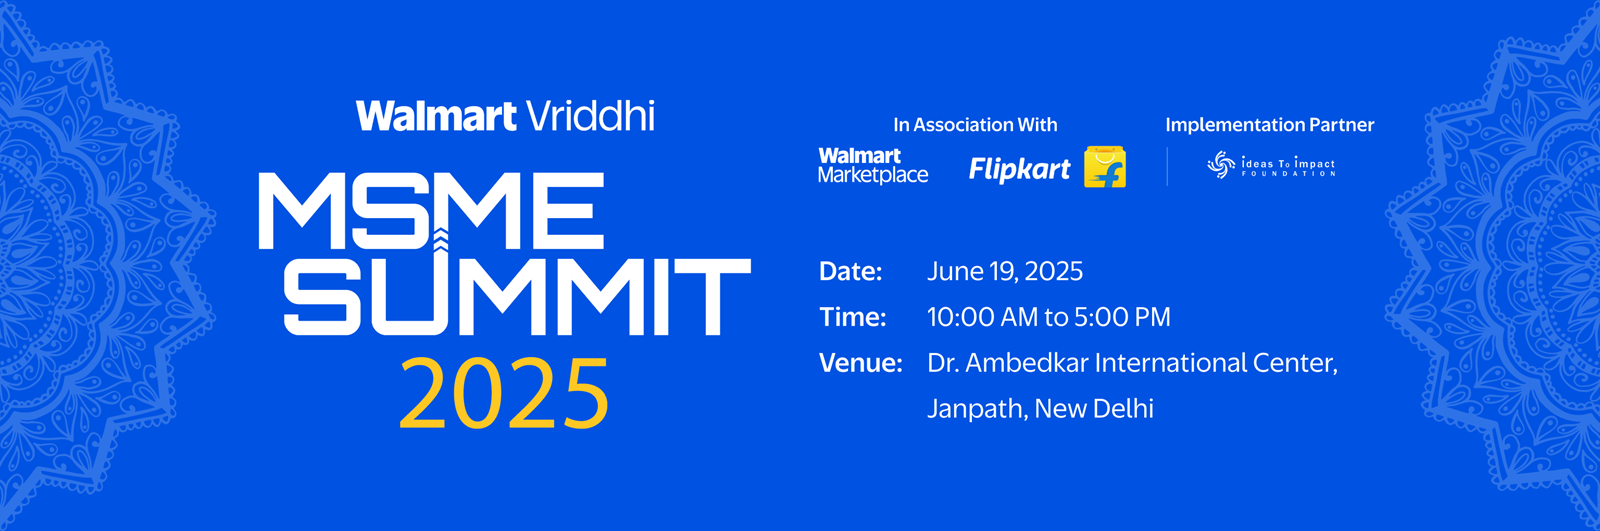 Walmart Vriddhi
MSME
SUMMIT
2025
In Association With
Walmart
Marketplace
Flipkart
Implementation Partner
ideas To impact
FOUNDATION
Date: June 19, 2025
Time: 10:00 AM to 5:00 PM
Venue: Dr. Ambedkar International Center,
Janpath, New Delhi